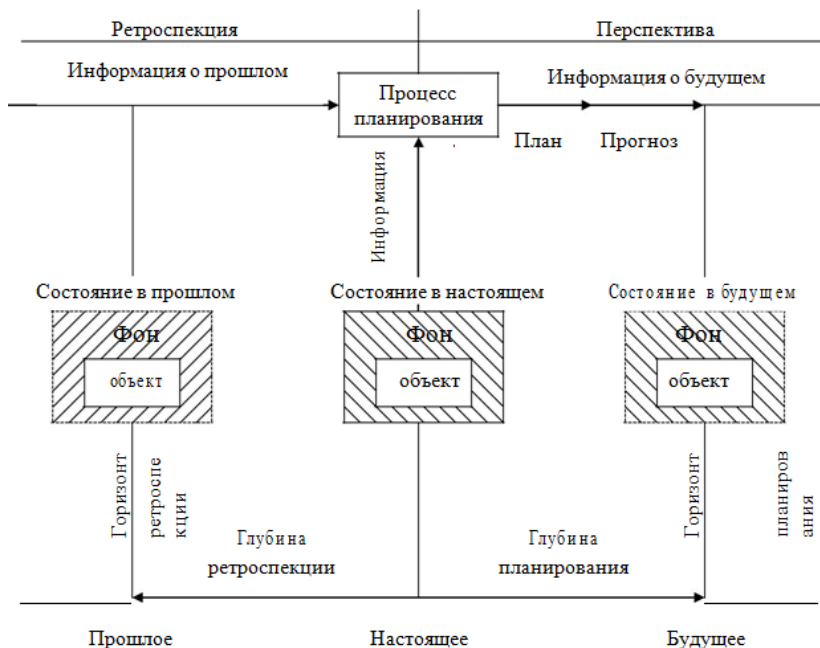 Ретроспекция
Перспектива
Информация о прошлом
Информация о будущем
Процесс
планирования
План
Прогноз
Информация
Состояние в прошлом
Состояние в настоящем
Состояние в будущем
Фон
Фон
Фон
объект
объект
объект
Горизонт
ретроспе
кции
Горизонт
планиров
ания
Глубина
ретроспекции
Глубина
планирования
Прошлое
Настоящее
Будущее